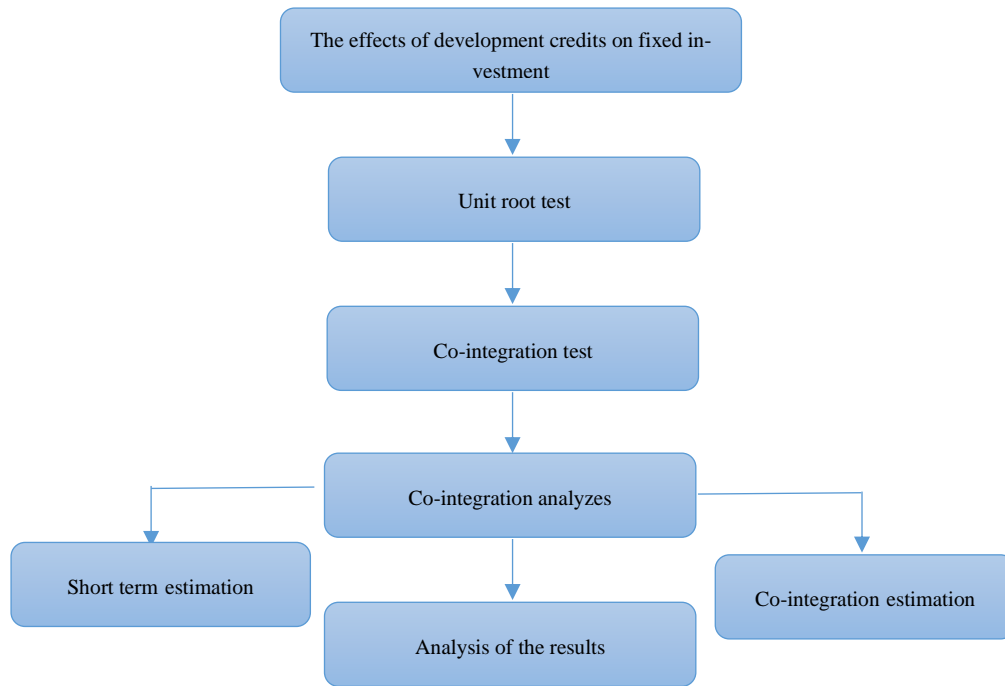 The effects of development credits on fixed in-
vestment
Unit root test
Co-integration test
Co-integration analyzes
Short term estimation
Co-integration estimation
Analysis of the results